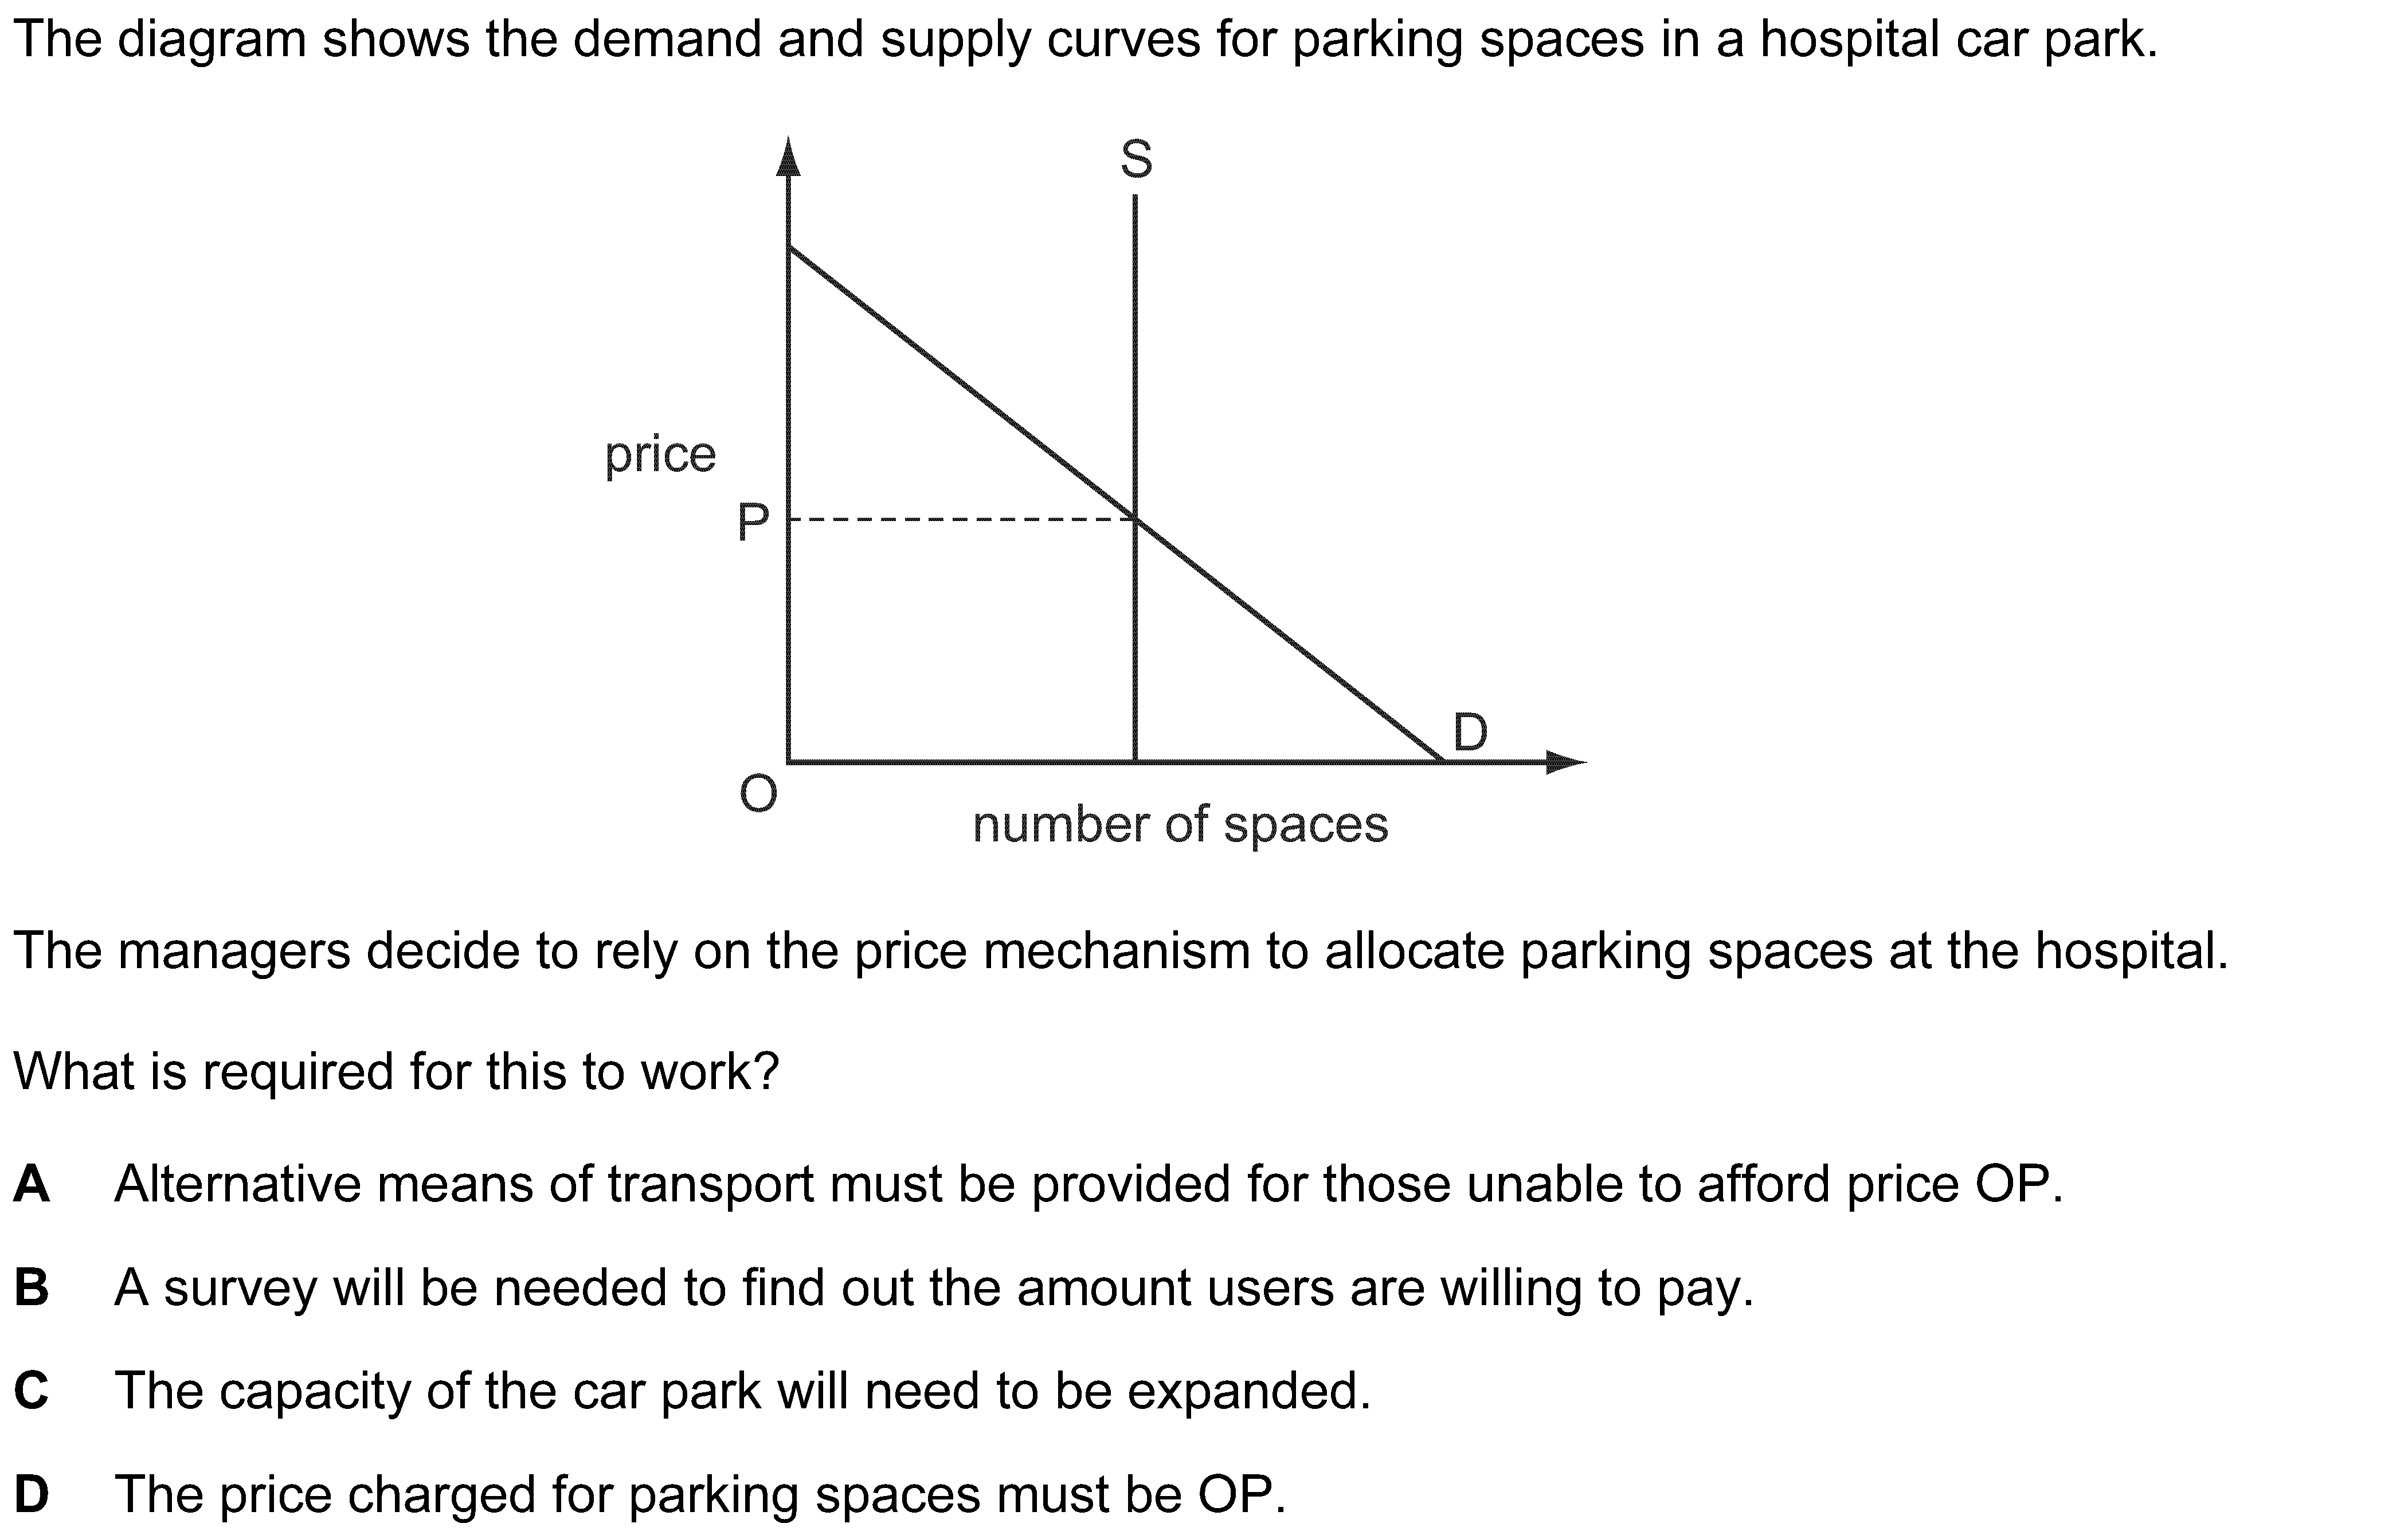 The diagram shows the demand and supply curves for parking spaces in a hospital car park.
S
price
P
D
O
number of spaces
The managers decide to rely on the price mechanism to allocate parking spaces at the hospital.
What is required for this to work?
A Alternative means of transport must be provided for those unable to afford price OP.
B A survey will be needed to find out the amount users are willing to pay.
C The capacity of the car park will need to be expanded.
D The price charged for parking spaces must be OP.